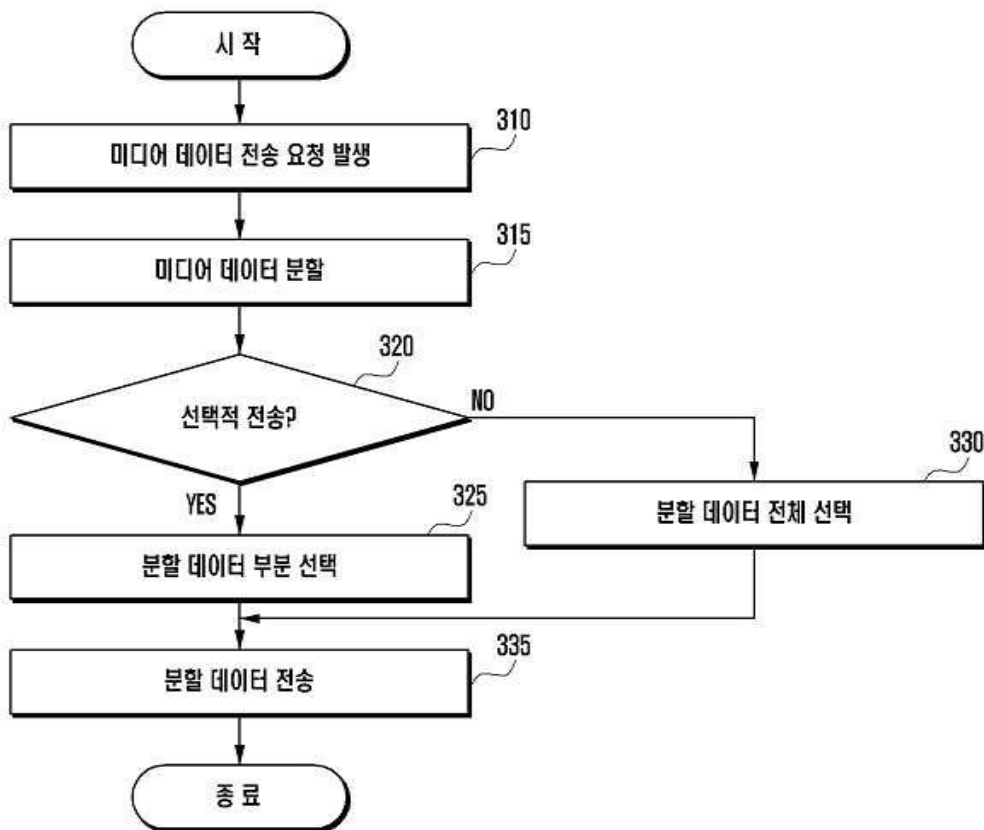 시 작
310
미디어 데이터 전송 요청 발생
315
미디어 데이터 분할
320
선택적 전송?
NO
YES
325
분할 데이터 부분 선택
330
분할 데이터 전체 선택
335
분할 데이터 전송
종 료